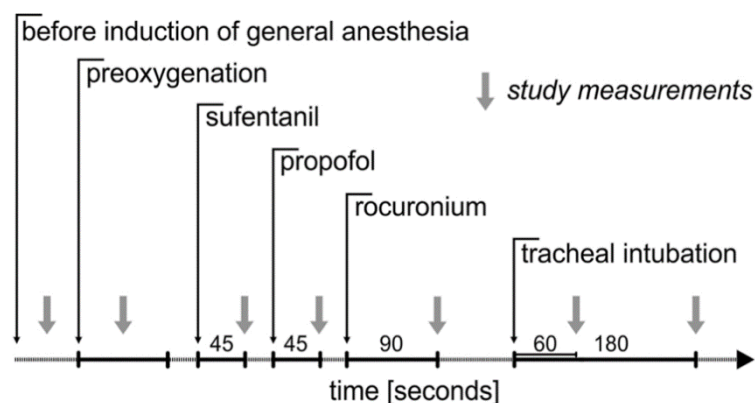 before induction of general anesthesia
preoxygenation
study measurements
sufentanil
propofol
rocuronium
tracheal intubation
45
45
90
60
180
time [seconds]